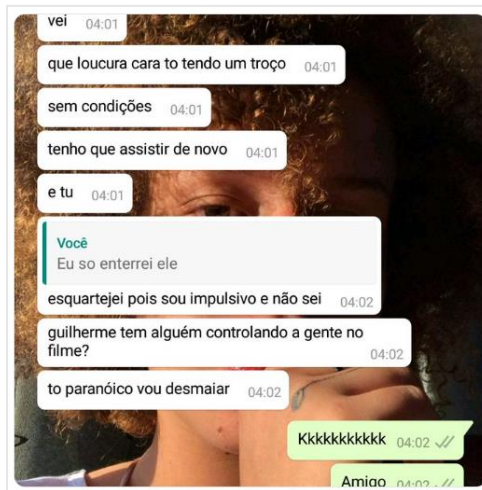 vei 04:01
que loucura cara to tendo um troço 04:01
sem condições 04:01
tenho que assistir de novo 04:01
e tu 04:01
Você
Eu so enterrei ele
esquartejei pois sou impulsivo e não sei 04:02
guilherme tem alguém controlando a gente no
filme? 04:02
to paranóico vou desmaiar 04:02
Kkkkkkkkkkk 04:02
Amigo 04:02